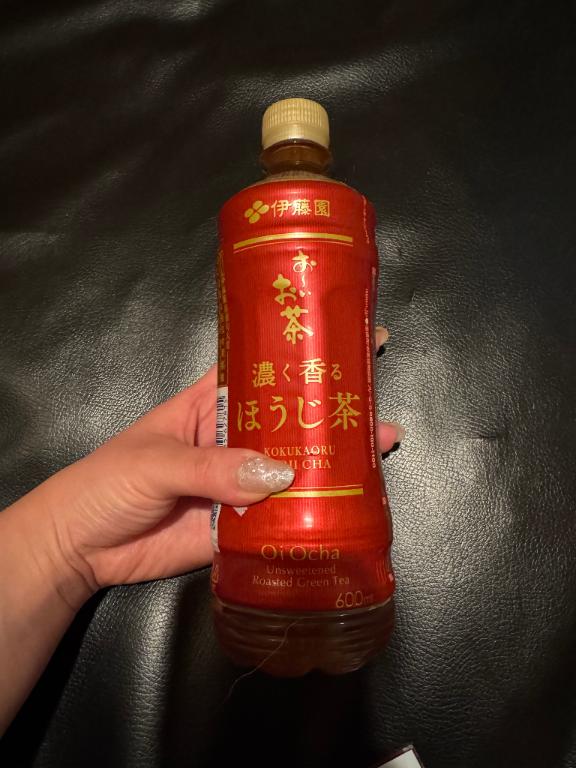 伊藤園
お〜い
お茶
濃く香る
ほうじ茶
KOKUKAORU
CHA
Oi Ocha
Unsweetened
Roasted Green Tea
600ml